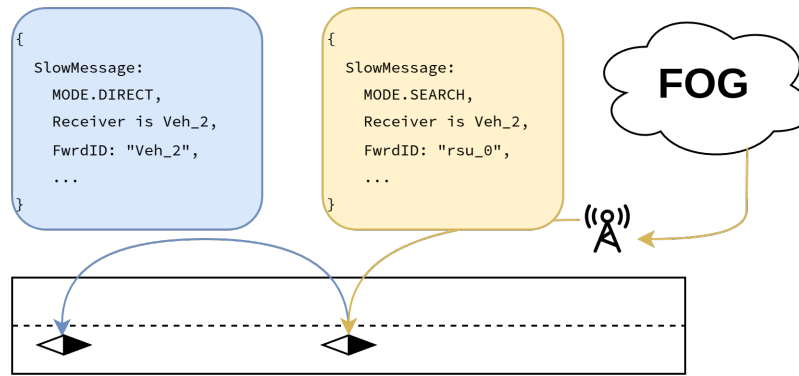 {
SlowMessage:
MODE.DIRECT,
Receiver is Veh_2,
FwrdID: "Veh_2",
...
}
{
SlowMessage:
MODE.SEARCH,
Receiver is Veh_2,
FwrdID: "rsu_0",
...
}
FOG